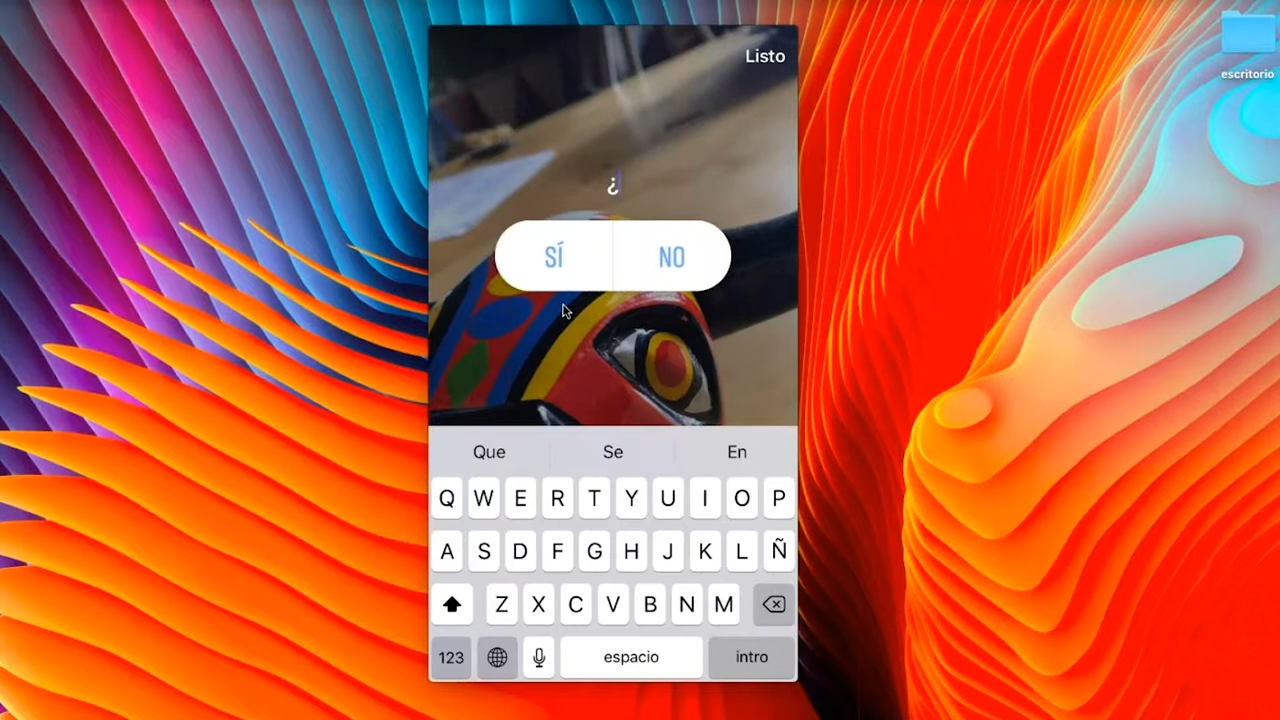 Listo
escritorio
¿
SÍ NO
Que Se En
Q W E R T Y U I O P
A S D F G H J K L Ñ
Z X C V B N M
123 espacio intro